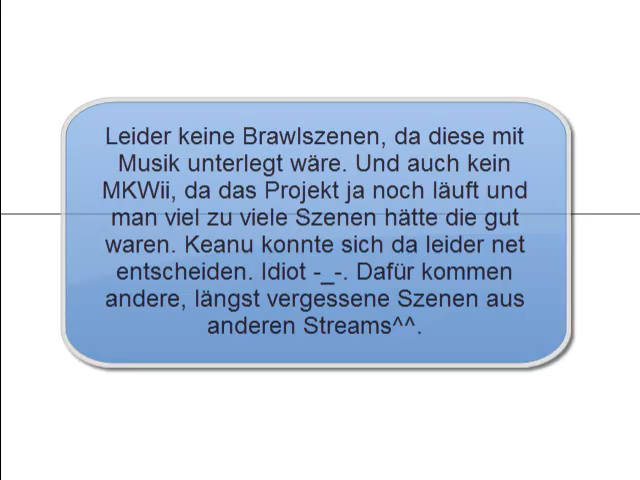 Leider keine Brawlszenen, da diese mit
Musik unterlegt wäre. Und auch kein
MKWii, da das Projekt ja noch läuft und
man viel zu viele Szenen hätte die gut
waren. Keanu konnte sich da leider net
entscheiden. Idiot -_-. Dafür kommen
andere, längst vergessene Szenen aus
anderen Streams^^.